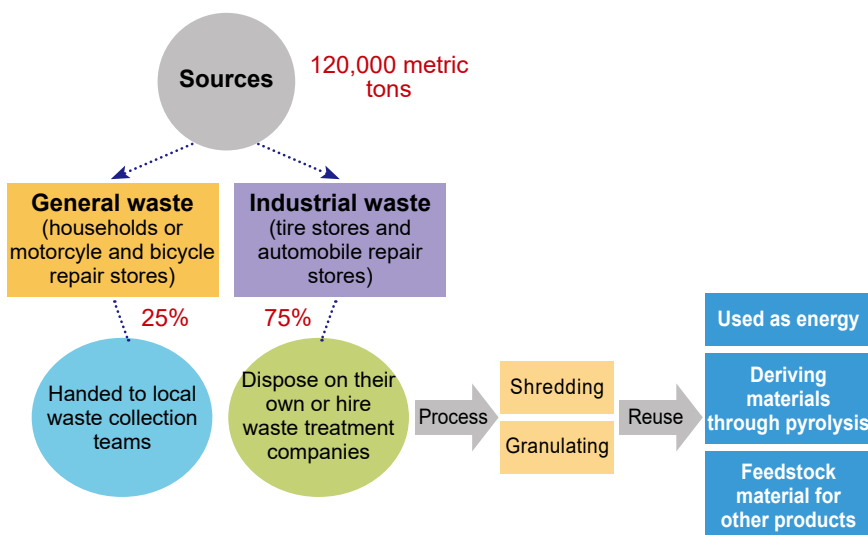 Sources
120,000 metric
tons
General waste
(households or
motorcyle and bicycle
repair stores)
Industrial waste
(tire stores and
automobile repair
stores)
25%
75%
Handed to local
waste collection
teams
Dispose on their
own or hire
waste treatment
companies
Process
Shredding
Granulating
Reuse
Used as energy
Deriving
materials
through pyrolysis
Feedstock
material for
other products